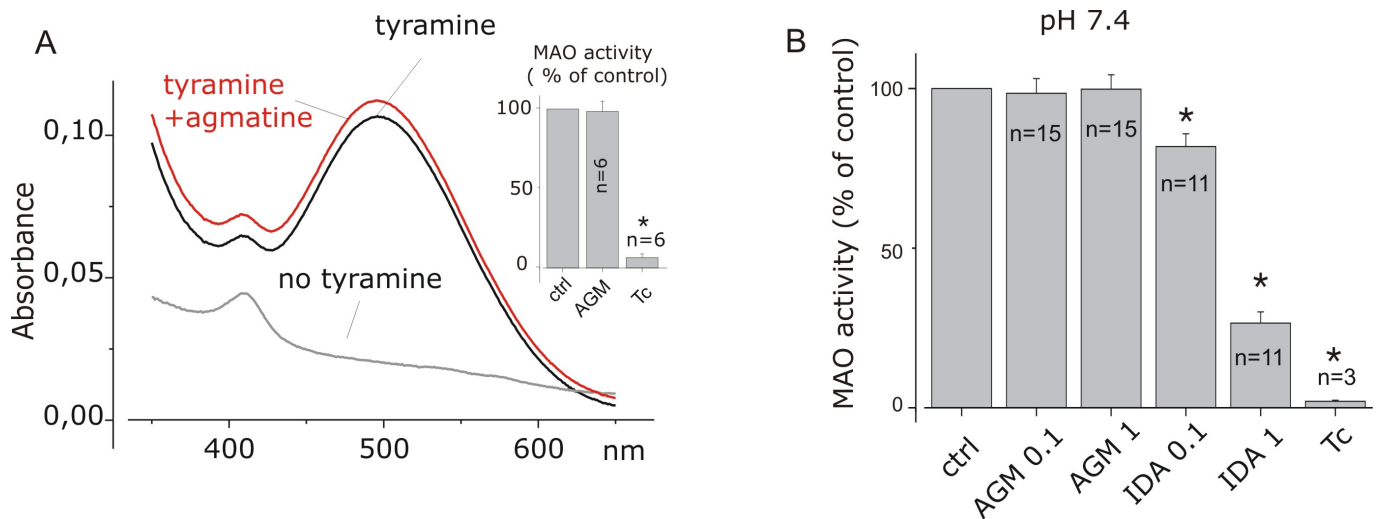 A
tyramine
tyramine
+agmatine
no tyramine
Absorbance
0,10
0,05
0,00
400
500
600
nm
MAO activity
( % of control)
100
50
0
n=6
*
n=6
ctrl
AGM
Tc
B
pH 7.4
MAO activity (% of control)
100
50
0
n=15
n=15
*
n=11
*
n=11
*
n=3
ctrl
AGM 0.1
AGM 1
IDA 0.1
IDA 1
Tc